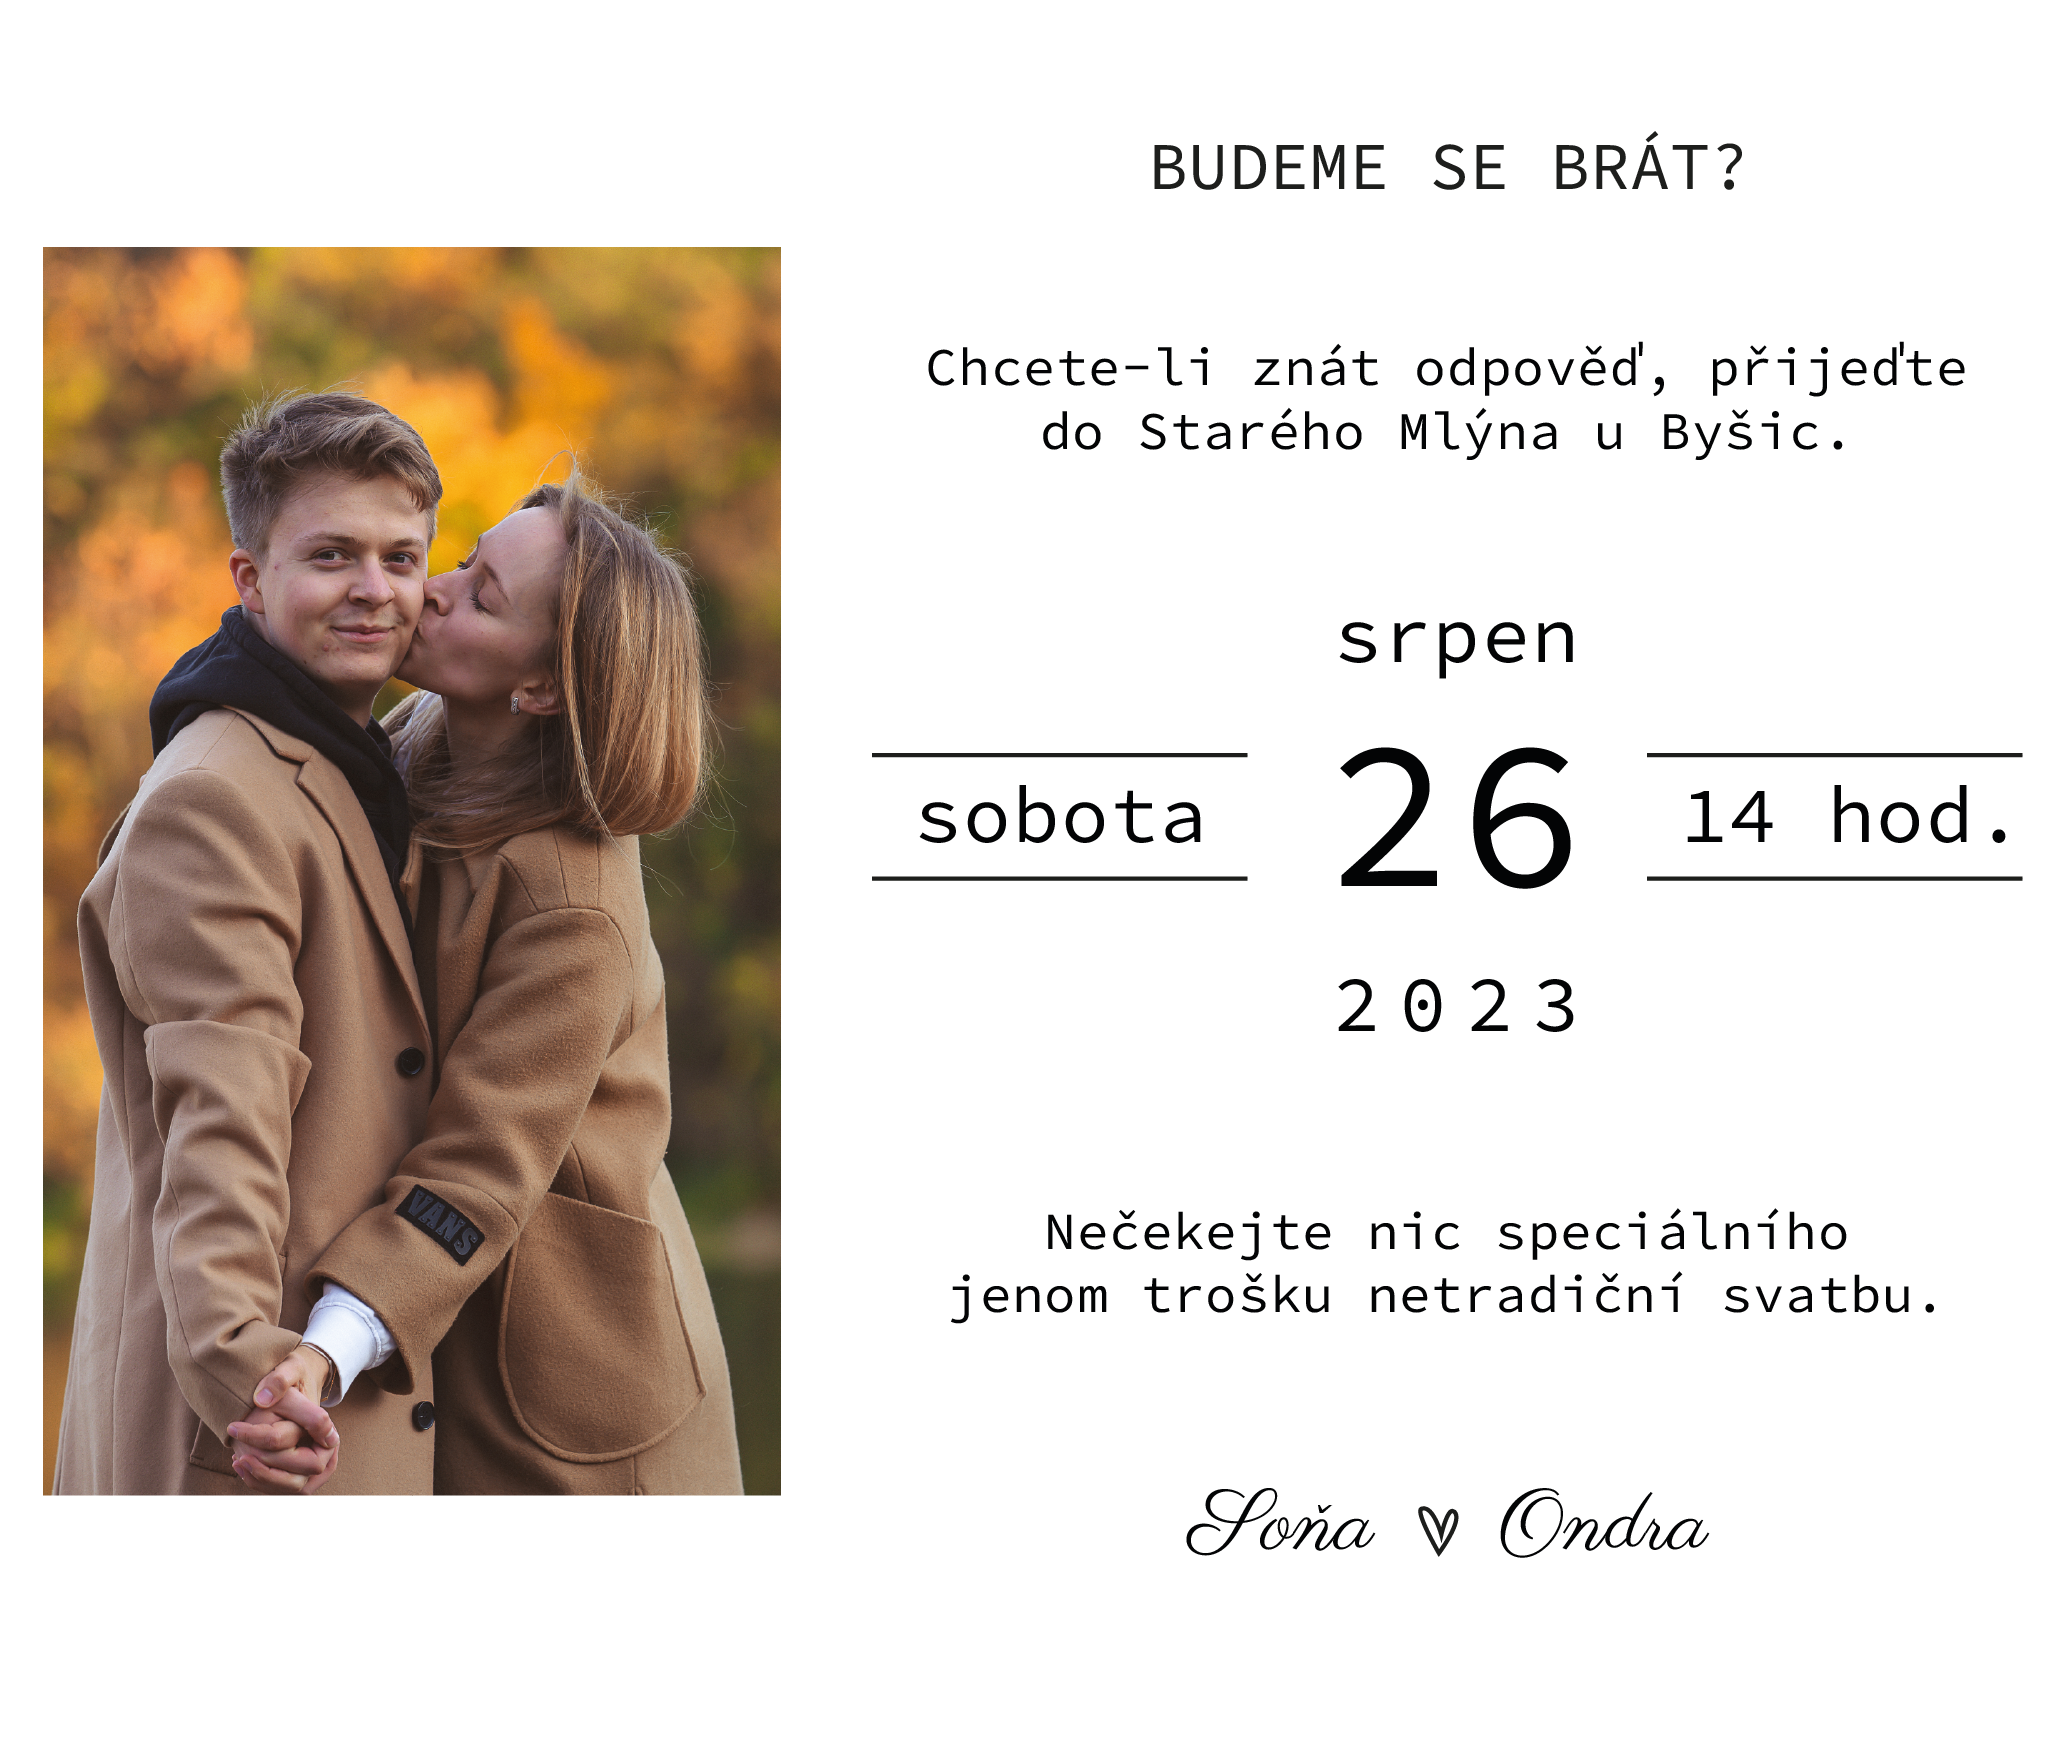 BUDEME SE BRÁT?
Chcete-li znát odpověď, přijeďte
do Starého Mlýna u Byšic.
srpen
sobota 26 14 hod.
2023
Nečekejte nic speciálního
jenom trošku netradiční svatbu.
Soňa Ondra
VANS